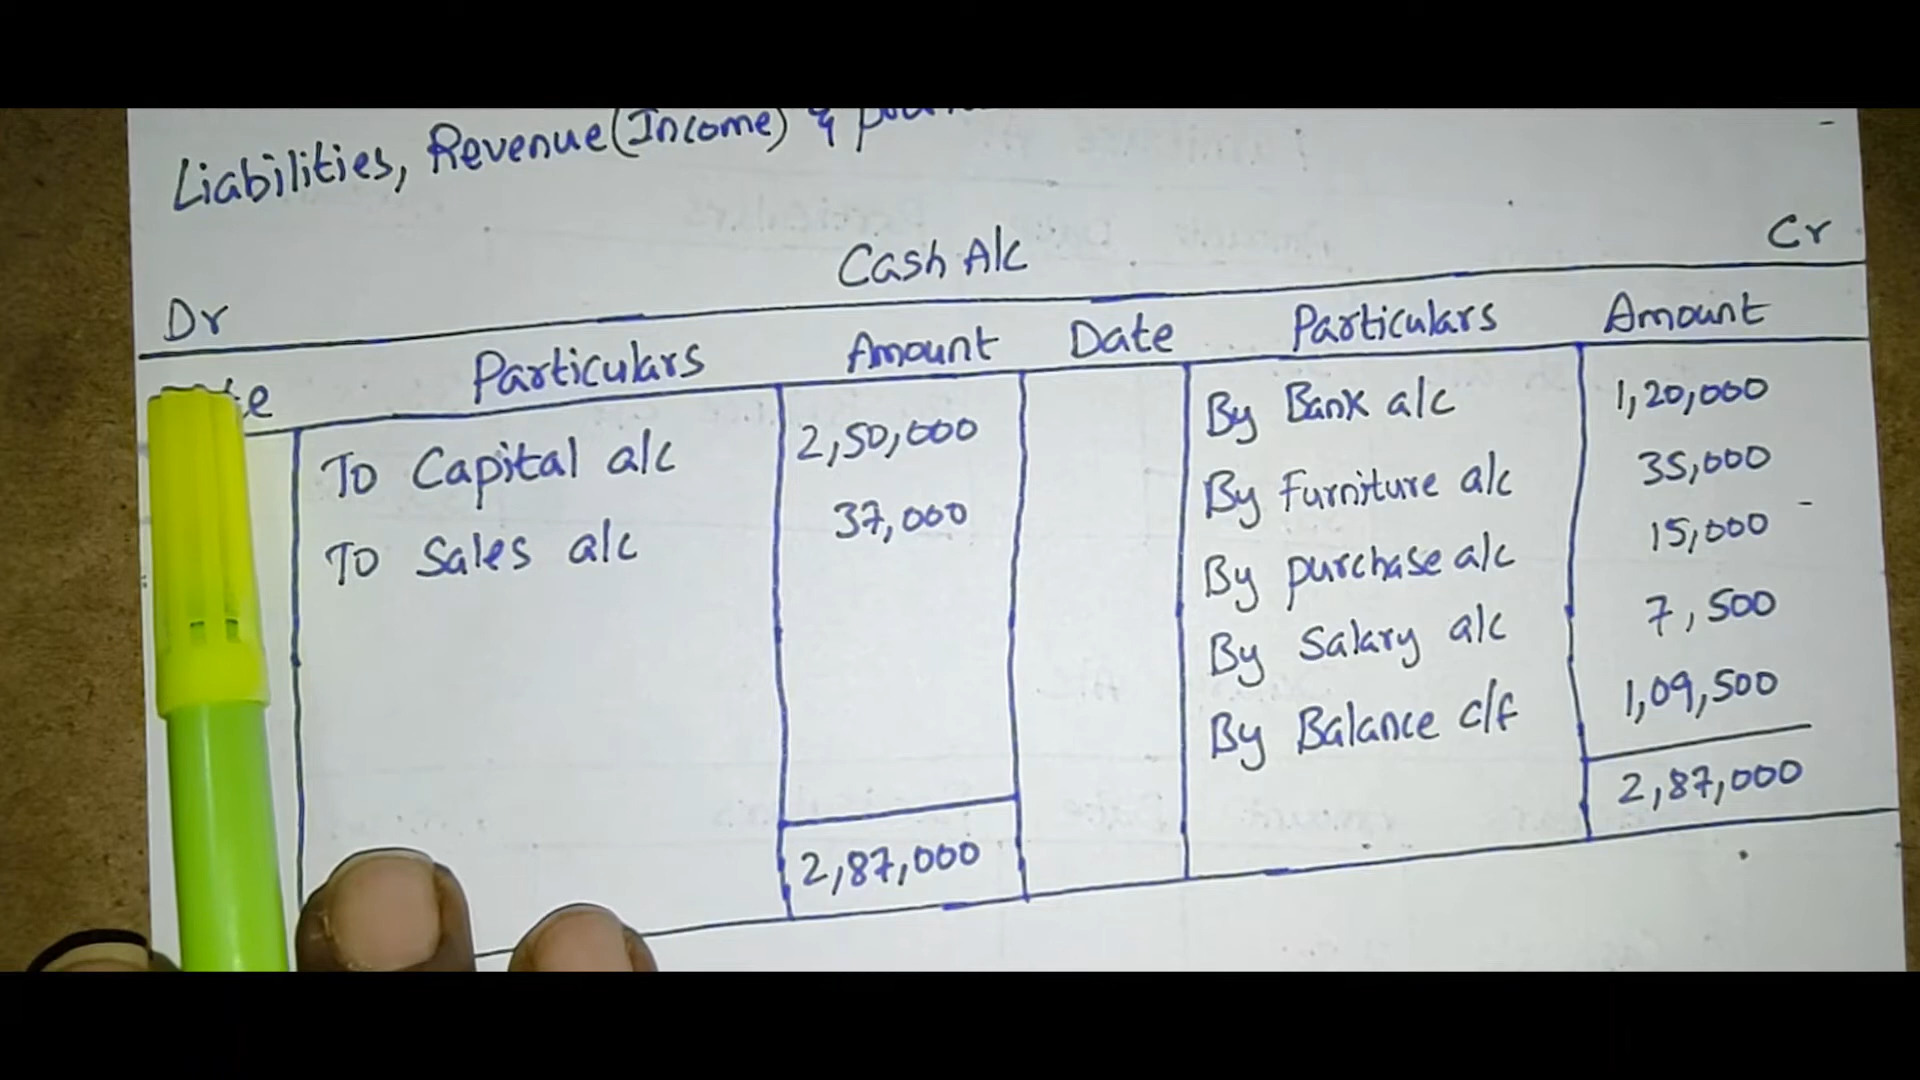 Liabilities, Revenue (Income) &
Cash A/c
Dr Cr
Particulars Amount Date Particulars Amount
To Capital a/c 2,50,000 By Bank a/c 1,20,000
To Sales a/c 37,000 By Furniture a/c 35,000
By purchase a/c 15,000
By Salary a/c 7,500
By Balance c/f 1,09,500
2,87,000 2,87,000